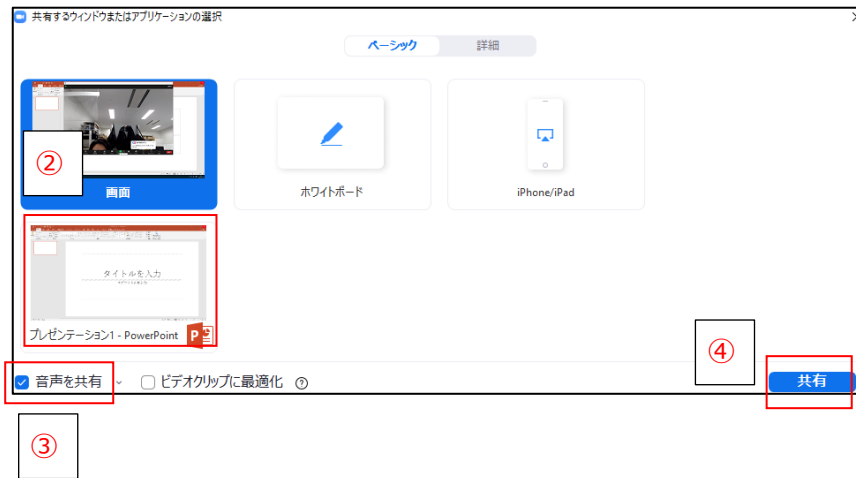 共有するウィンドウまたはアプリケーションの選択
ベーシック 詳細
②
画面
ホワイトボード
iPhone/iPad
タイトルを入力
プレゼンテーション1 - PowerPoint
④
音声を共有 ビデオクリップに最適化
共有
③